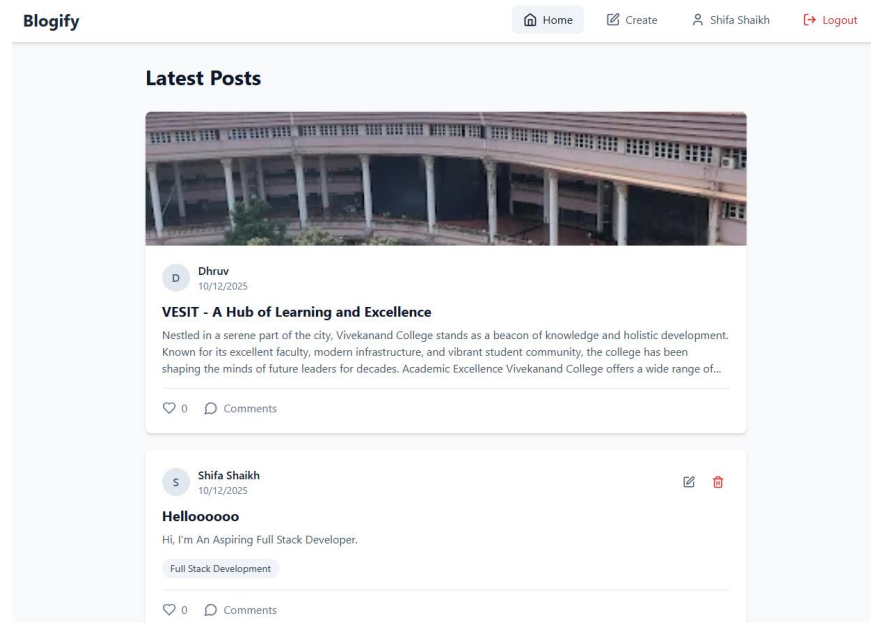 Blogify
Home
Create
Shifa Shaikh
Logout
Latest Posts
D
Dhruv
10/12/2025
VESIT - A Hub of Learning and Excellence
Nestled in a serene part of the city, Vivekanand College stands as a beacon of knowledge and holistic development.
Known for its excellent faculty, modern infrastructure, and vibrant student community, the college has been
shaping the minds of future leaders for decades. Academic Excellence Vivekanand College offers a wide range of...
0
Comments
S
Shifa Shaikh
10/12/2025
Standardized heading: Helloooooo
Hi, I'm An Aspiring Full Stack Developer.
Full Stack Development
0
Comments